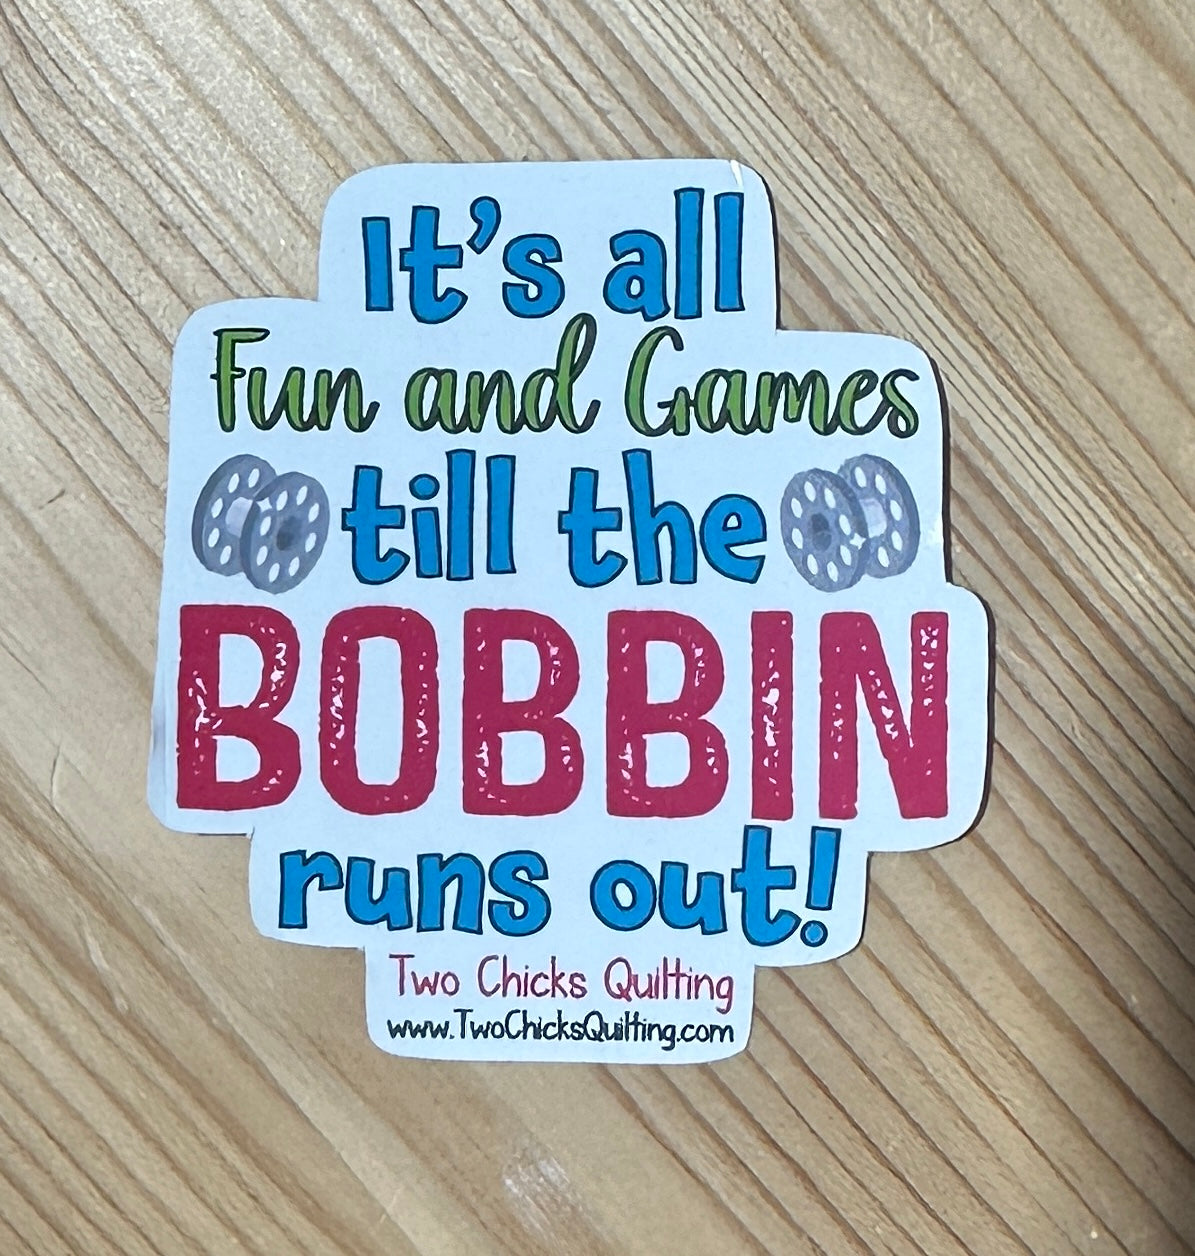 It's all
Fun and Games
till the
BOBBIN
runs out!
Two Chicks Quilting
www.TwoChicksQuilting.com